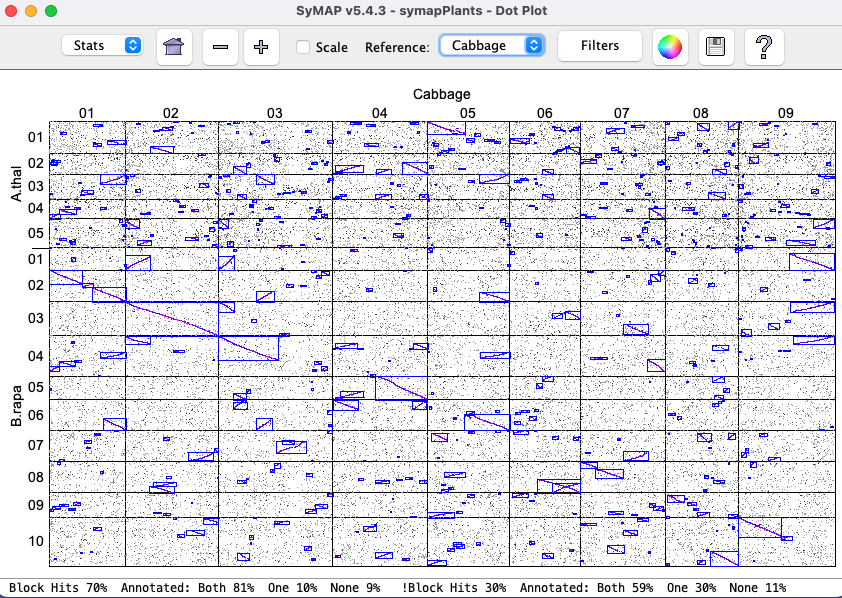 SyMAP v5.4.3 - symapPlants - Dot Plot
Stats Scale Reference: Cabbage Filters ?
Cabbage
01 02 03 04 05 06 07 08 09
A.thal
01
02
03
04
05
B.rapa
01
02
03
04
05
06
07
08
09
10
Block Hits 70% Annotated: Both 81% One 10% None 9% !Block Hits 30% Annotated: Both 59% One 30% None 11%